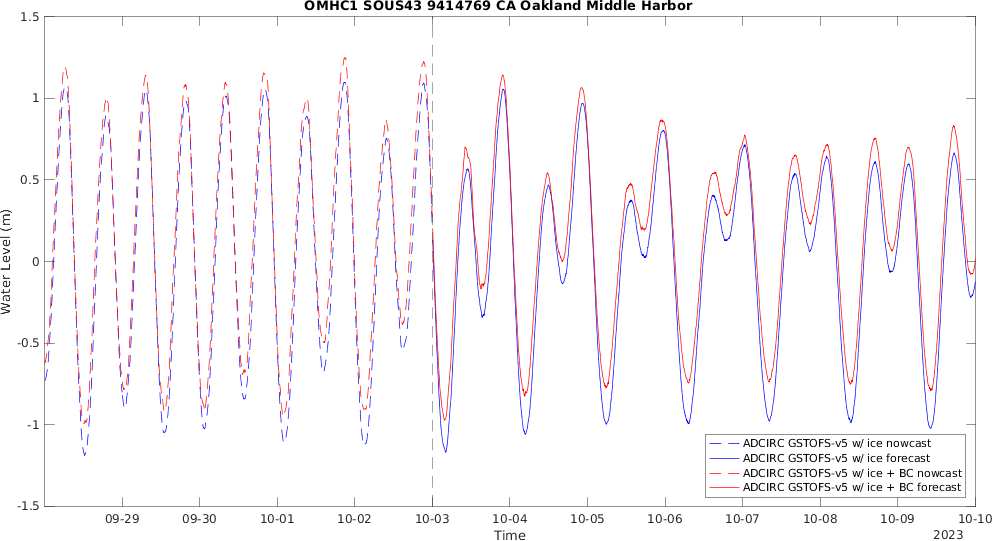 OMHC1 SOUS43 9414769 CA Oakland Middle Harbor
1.5
1
0.5
0
-0.5
-1
-1.5
Water Level (m)
ADCIRC GSTOFS-v5 w/ ice nowcast
ADCIRC GSTOFS-v5 w/ ice forecast
ADCIRC GSTOFS-v5 w/ ice + BC nowcast
ADCIRC GSTOFS-v5 w/ ice + BC forecast
09-29 09-30 10-01 10-02 10-03 10-04 10-05 10-06 10-07 10-08 10-09 10-10
Time
2023